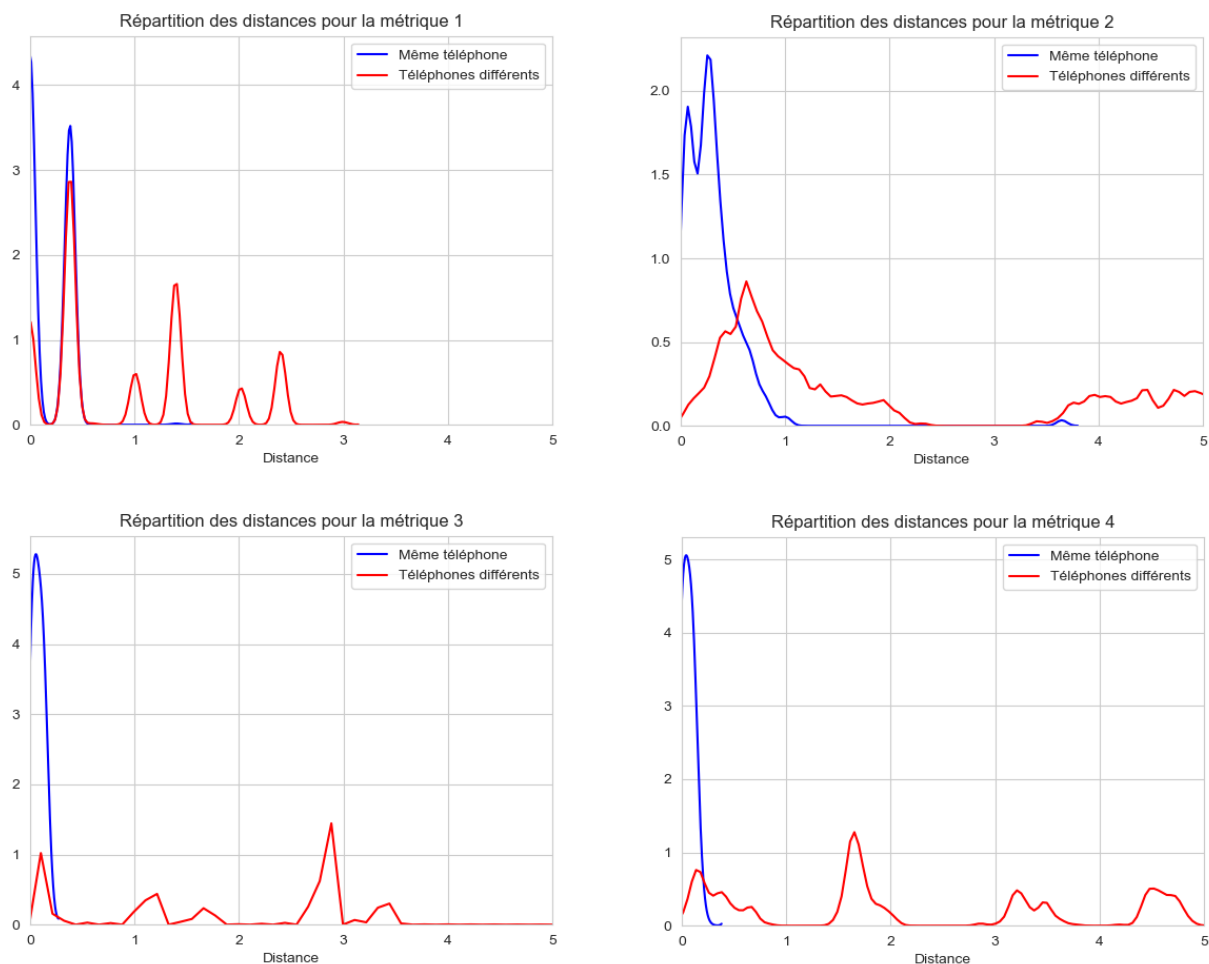 Répartition des distances pour la métrique 1
Même téléphone
Téléphones différents
4
3
2
1
0
0 1 2 3 4 5
Distance
Répartition des distances pour la métrique 2
Même téléphone
Téléphones différents
2.0
1.5
1.0
0.5
0.0
0 1 2 3 4 5
Distance
Répartition des distances pour la métrique 3
Même téléphone
Téléphones différents
5
4
3
2
1
0
0 1 2 3 4 5
Distance
Répartition des distances pour la métrique 4
Même téléphone
Téléphones différents
5
4
3
2
1
0
0 1 2 3 4 5
Distance